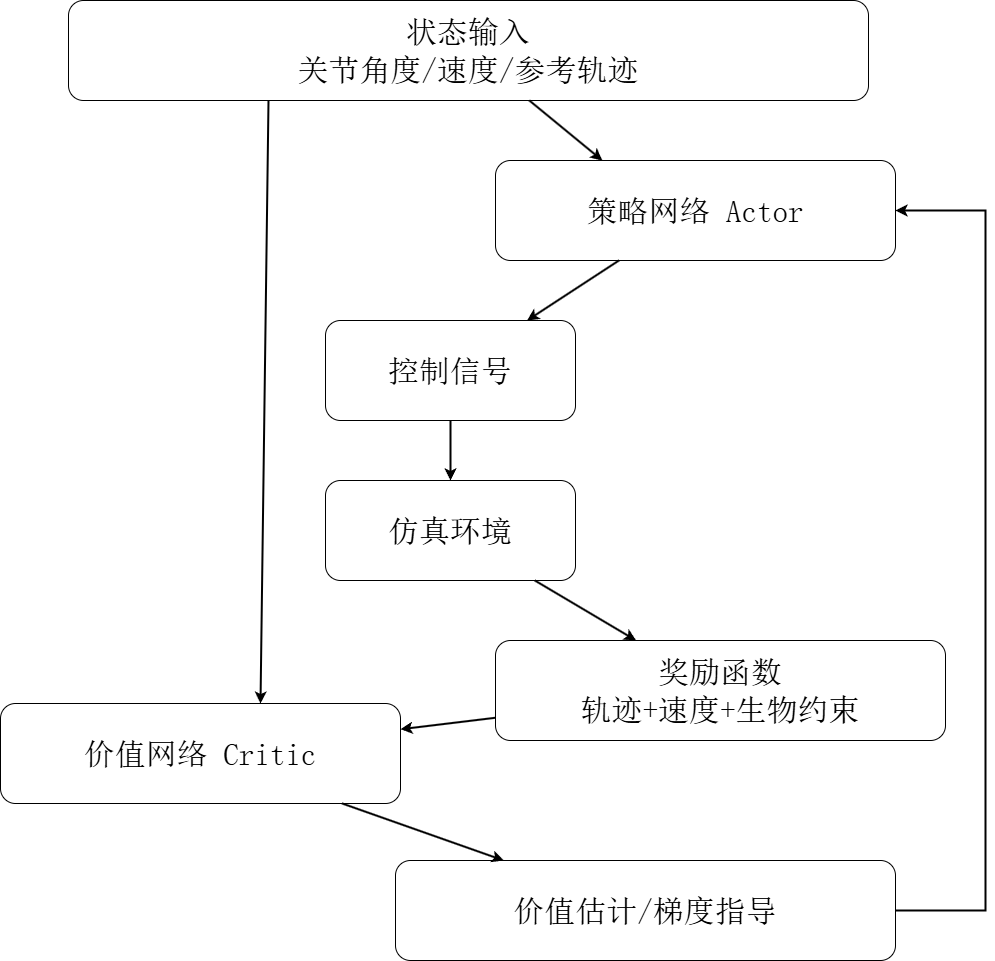 状态输入
关节角度/速度/参考轨迹
策略网络 Actor
控制信号
仿真环境
奖励函数
轨迹+速度+生物约束
价值网络 Critic
价值估计/梯度指导